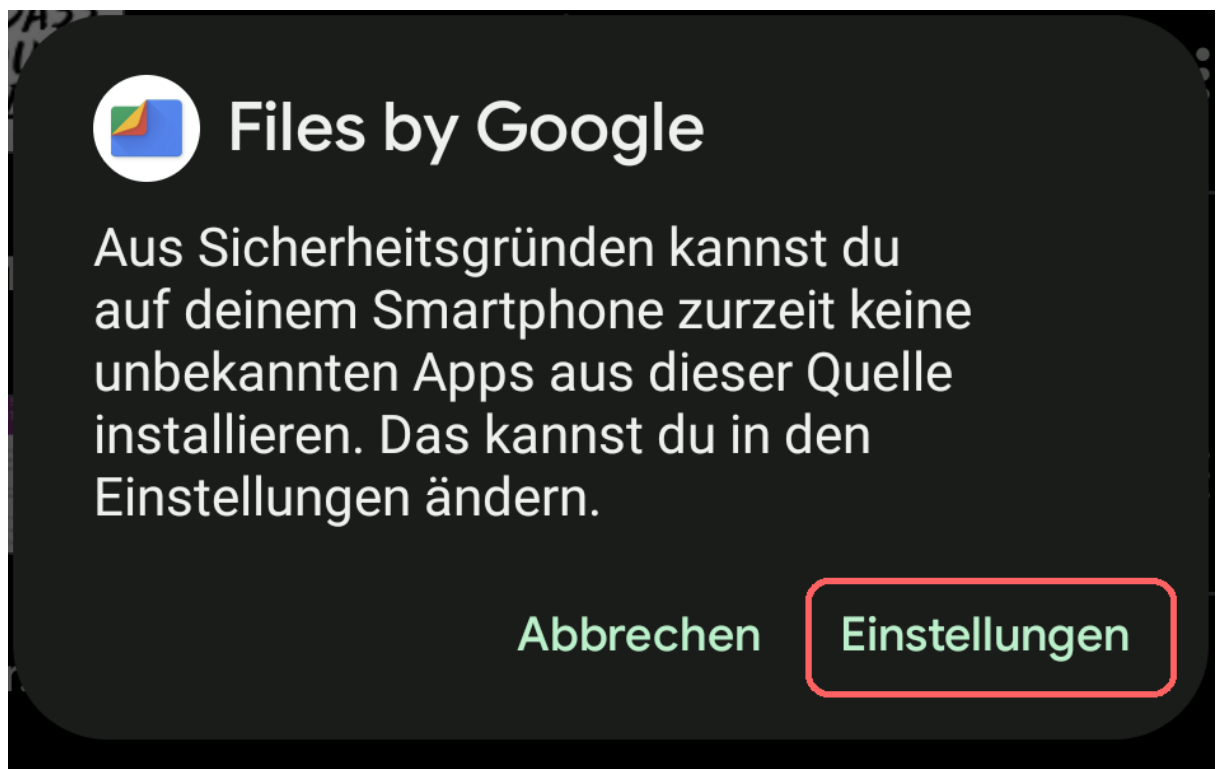 Files by Google
Aus Sicherheitsgründen kannst du
auf deinem Smartphone zurzeit keine
unbekannten Apps aus dieser Quelle
installieren. Das kannst du in den
Einstellungen ändern.
Abbrechen Einstellungen